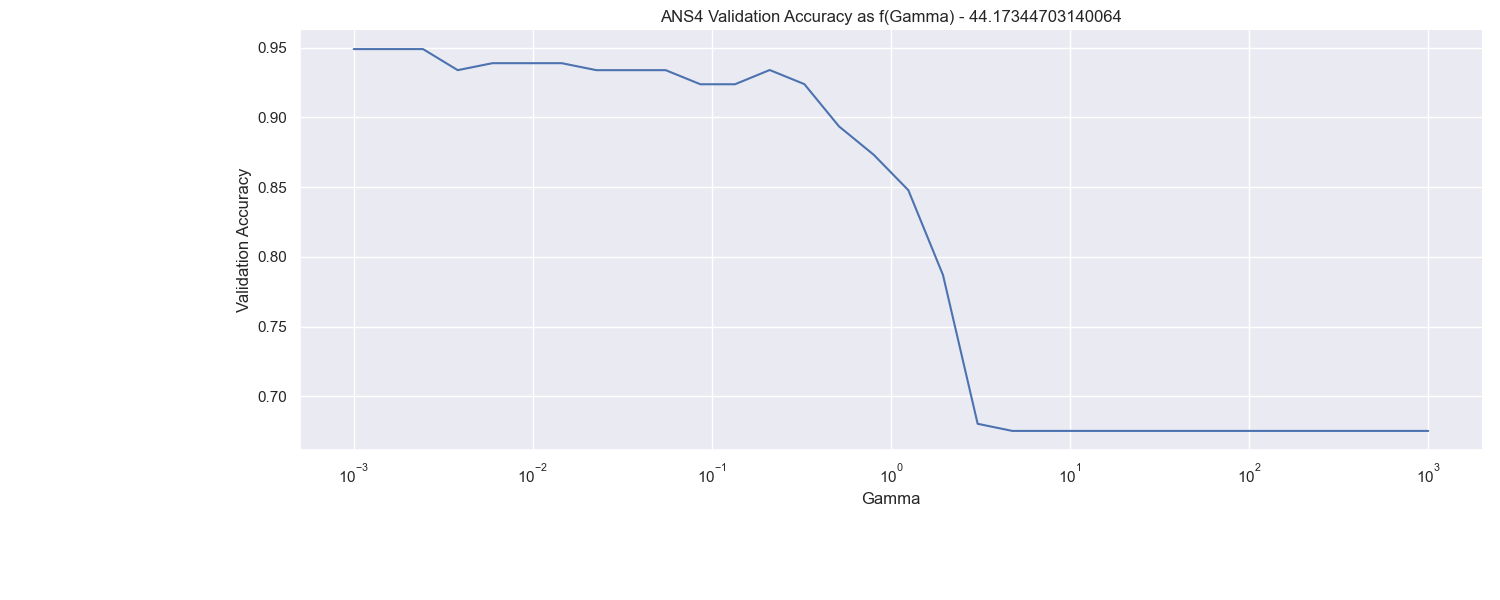 ANS4 Validation Accuracy as f(Gamma) - 44.17344703140064
0.95
0.90
0.85
0.80
0.75
0.70
Validation Accuracy
10⁻³ 10⁻² 10⁻¹ 10⁰ 10¹ 10² 10³
Gamma